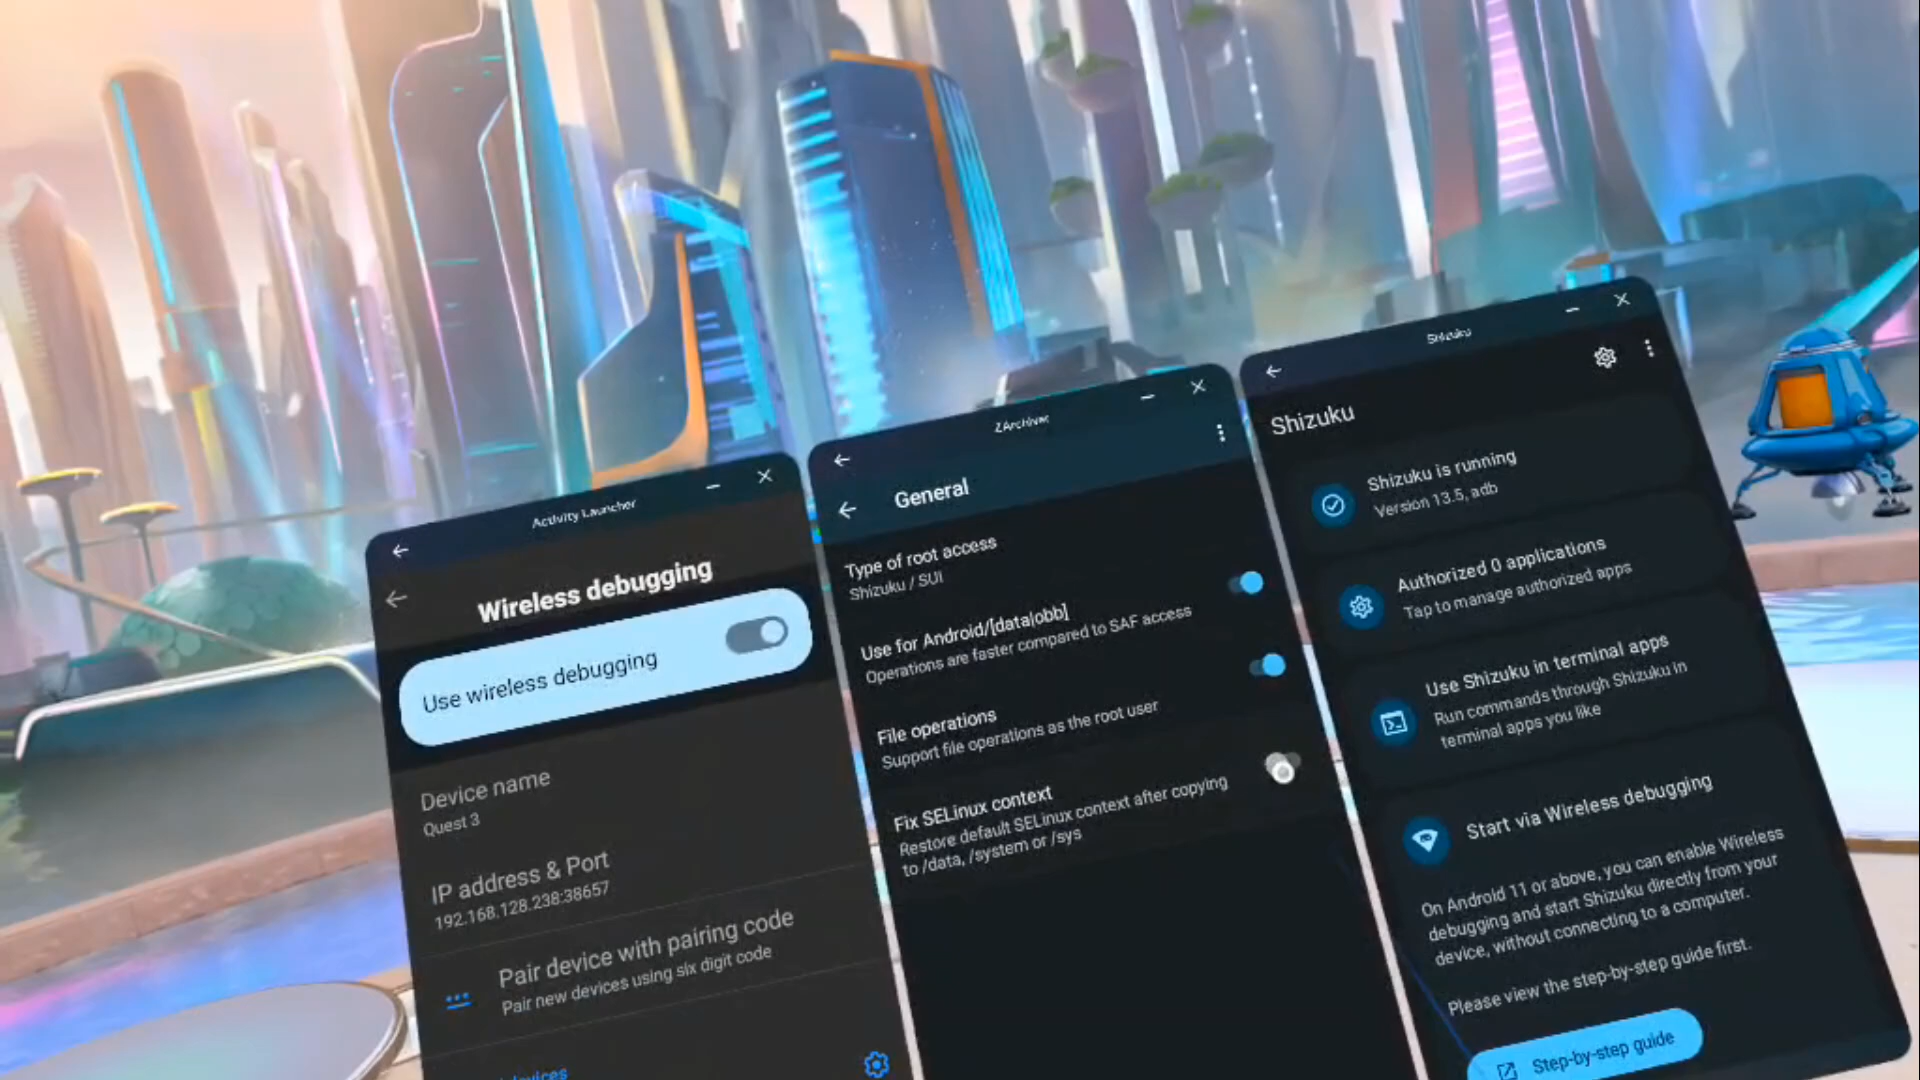 Activity Launcher
Wireless debugging
Use wireless debugging
Device name
Quest 3
IP address & Port
192.168.128.238:38657
Pair device with pairing code
Pair new devices using six digit code
devices
ZArchiver
General
Type of root access
Shizuku / SUI
Use for Android/[data|obb]
Operations are faster compared to SAF access
File operations
Support file operations as the root user
Fix SELinux context
Restore default SELinux context after copying
to /data, /system or /sys
Shizuku
Shizuku
Shizuku is running
Version 13.5, adb
Authorized 0 applications
Tap to manage authorized apps
Use Shizuku in terminal apps
Run commands through Shizuku in
terminal apps you like
Start via Wireless debugging
On Android 11 or above, you can enable Wireless
debugging and start Shizuku directly from your
device, without connecting to a computer.
Please view the step-by-step guide first.
Step-by-step guide